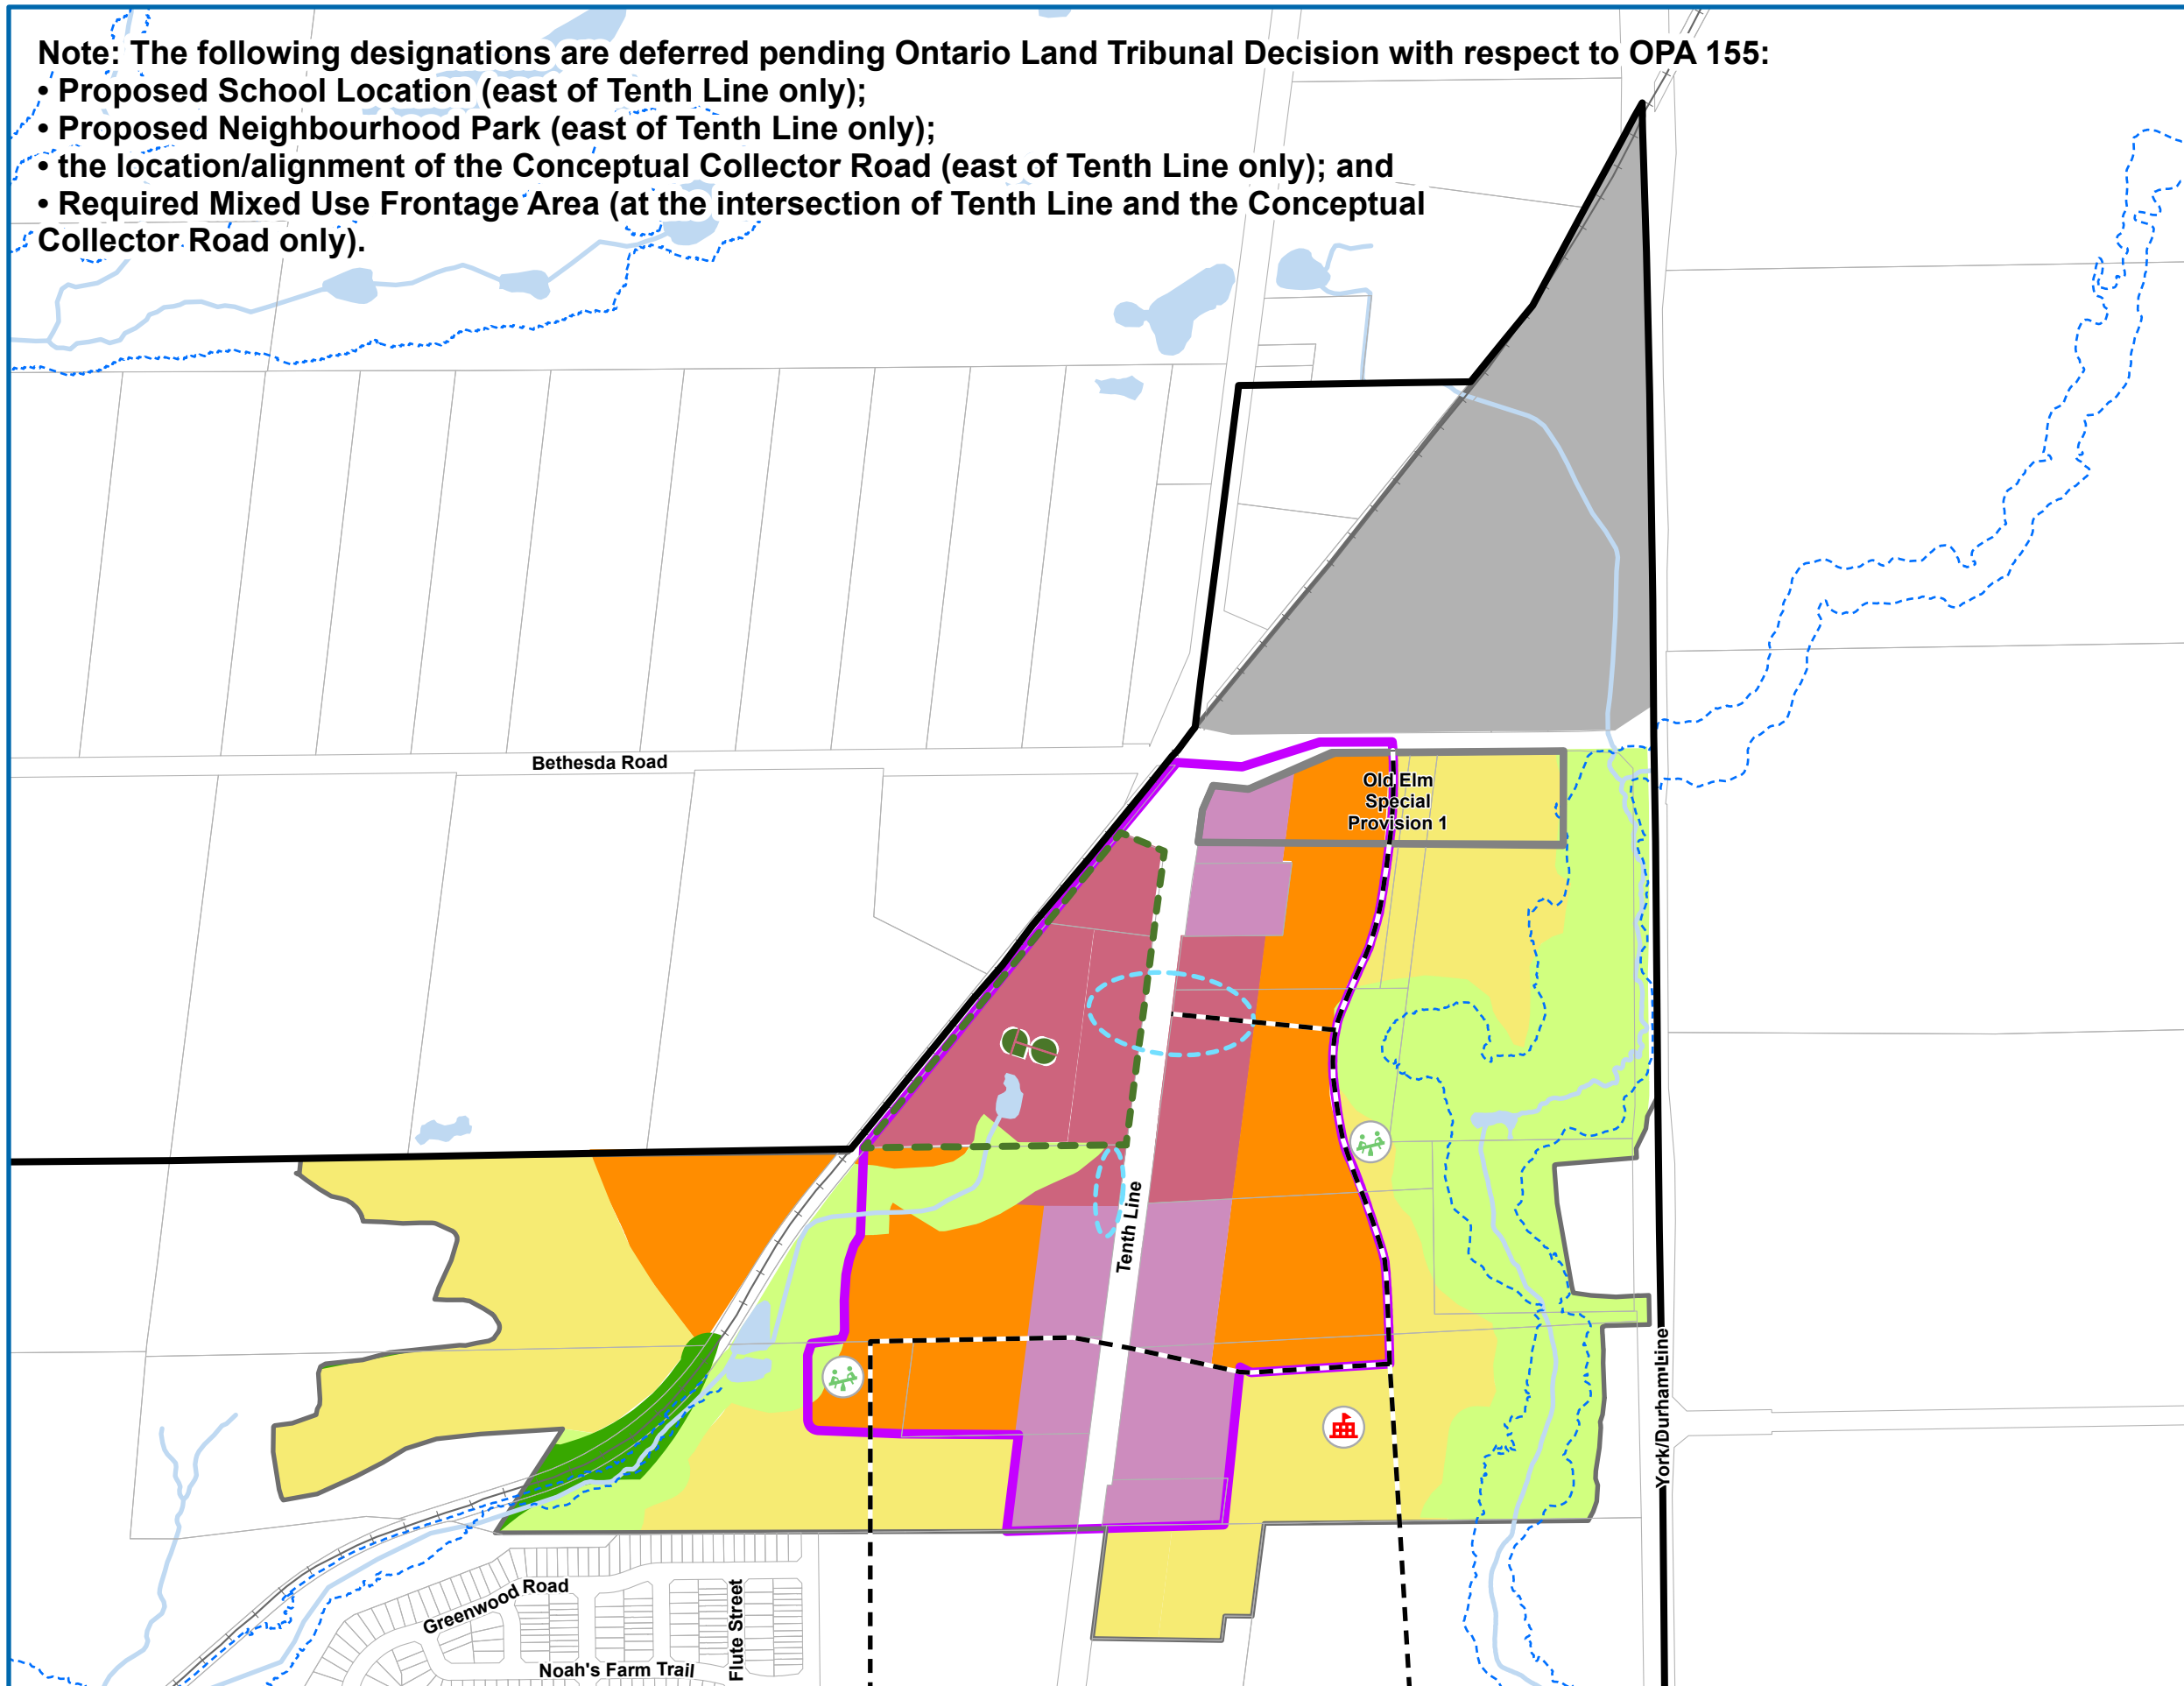 Note: The following designations are deferred pending Ontario Land Tribunal Decision with respect to OPA 155:
• Proposed School Location (east of Tenth Line only);
• Proposed Neighbourhood Park (east of Tenth Line only);
• the location/alignment of the Conceptual Collector Road (east of Tenth Line only); and
• Required Mixed Use Frontage Area (at the intersection of Tenth Line and the Conceptual
Collector Road only).
Bethesda Road
Old Elm
Special
Provision 1
Tenth Line
York/Durham Line
Greenwood Road
Flute Street
Noah's Farm Trail